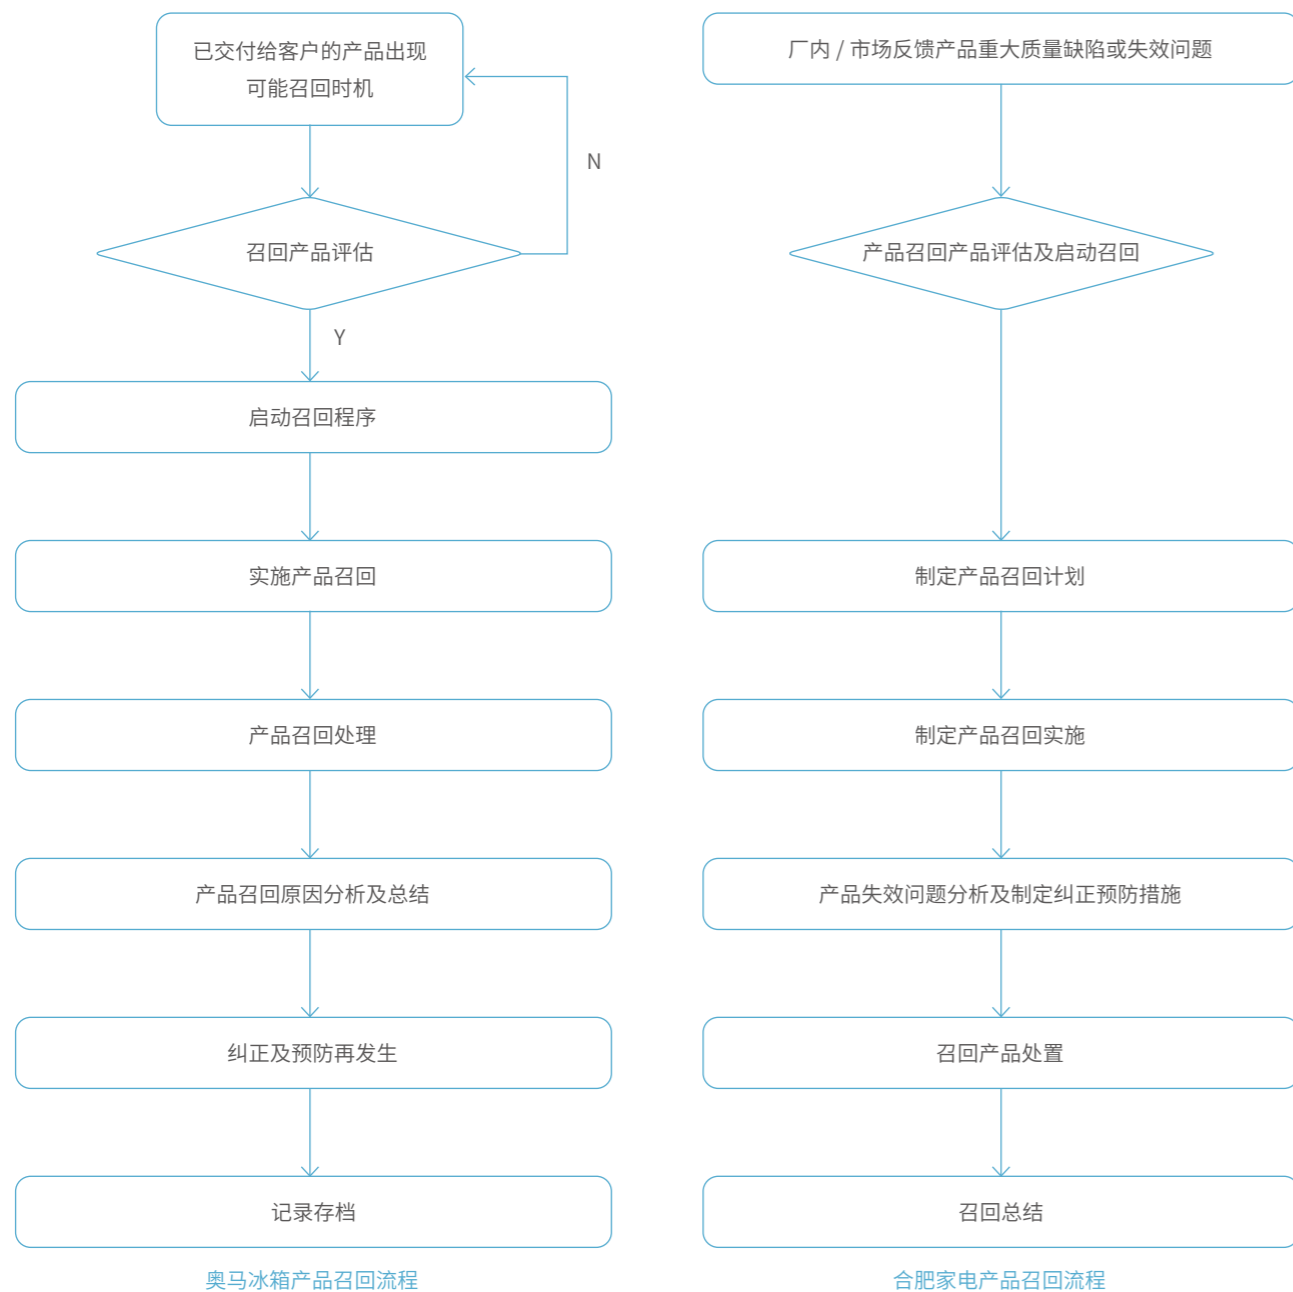 已交付给客户的产品出现
可能召回时机
N
召回产品评估
Y
启动召回程序
实施产品召回
产品召回处理
产品召回原因分析及总结
纠正及预防再发生
记录存档
奥马冰箱产品召回流程
厂内 / 市场反馈产品重大质量缺陷或失效问题
产品召回产品评估及启动召回
制定产品召回计划
制定产品召回实施
产品失效问题分析及制定纠正预防措施
召回产品处置
召回总结
合肥家电产品召回流程